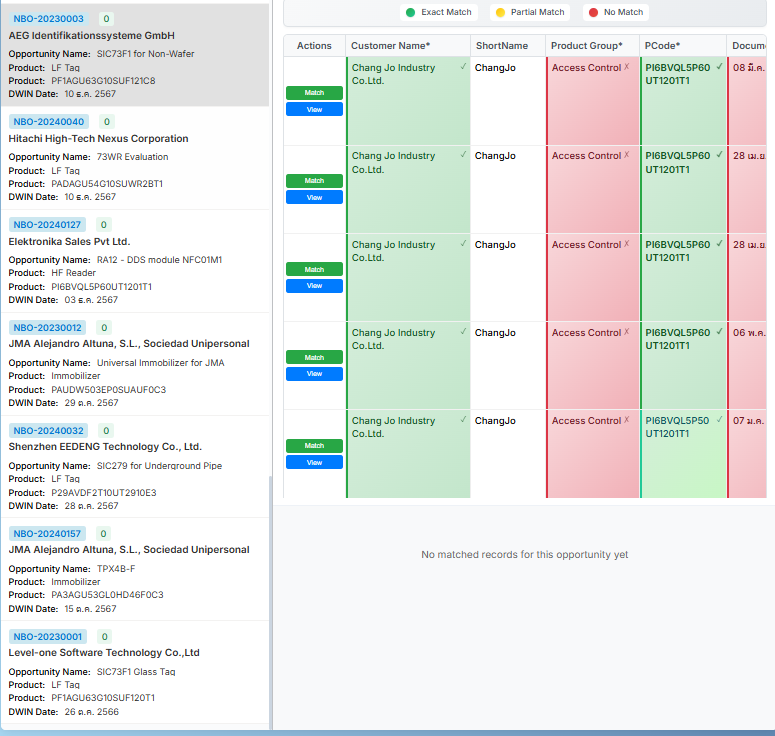 NBO-20230003 0
AEG Identifikationssysteme GmbH
Opportunity Name: SIC73F1 for Non-Wafer
Product: LF Tag
Product: PF1AGU63G10SUF121C8
DWIN Date: 10 ธ.ค. 2567
NBO-20240040 0
Hitachi High-Tech Nexus Corporation
Opportunity Name: 73WR Evaluation
Product: LF Tag
Product: PADAGU54G10SUWR2BT1
DWIN Date: 10 ธ.ค. 2567
NBO-20240127 0
Elektronika Sales Pvt Ltd.
Opportunity Name: RA12 - DDS module NFC01M1
Product: HF Reader
Product: PI6BVQL5P60UT1201T1
DWIN Date: 03 ธ.ค. 2567
NBO-20230012 0
JMA Alejandro Altuna, S.L., Sociedad Unipersonal
Opportunity Name: Universal Immobilizer for JMA
Product: Immobilizer
Product: PAUDW503EP0SUAUF0C3
DWIN Date: 29 ต.ค. 2567
NBO-20240032 0
Shenzhen EEDENG Technology Co., Ltd.
Opportunity Name: SIC279 for Underground Pipe
Product: LF Tag
Product: P29AVDF2T10UT2910E3
DWIN Date: 28 ต.ค. 2567
NBO-20240157 0
JMA Alejandro Altuna, S.L., Sociedad Unipersonal
Opportunity Name: TPX4B-F
Product: Immobilizer
Product: PA3AGU53GL0HD46F0C3
DWIN Date: 15 ต.ค. 2567
NBO-20230001 0
Level-one Software Technology Co.,Ltd
Opportunity Name: SIC73F1 Glass Tag
Product: LF Tag
Product: PF1AGU63G10SUF120T1
DWIN Date: 26 ต.ค. 2566
Exact Match Partial Match No Match
Actions Customer Name* ShortName Product Group* PCode* Docum
Chang Jo Industry ✓ ChangJo Access Control ✗ PI6BVQL5P60 ✓ 08 มี.ค.
Co.Ltd. UT1201T1
Match
View
Chang Jo Industry ✓ ChangJo Access Control ✗ PI6BVQL5P60 ✓ 28 เม.ย.
Co.Ltd. UT1201T1
Match
View
Chang Jo Industry ✓ ChangJo Access Control ✗ PI6BVQL5P60 ✓ 28 เม.ย.
Co.Ltd. UT1201T1
Match
View
Chang Jo Industry ✓ ChangJo Access Control ✗ PI6BVQL5P60 ✓ 06 พ.ค.
Co.Ltd. UT1201T1
Match
View
Chang Jo Industry ✓ ChangJo Access Control ✗ PI6BVQL5P50 ✓ 07 ม.ค.
Co.Ltd. UT1201T1
Match
View
No matched records for this opportunity yet